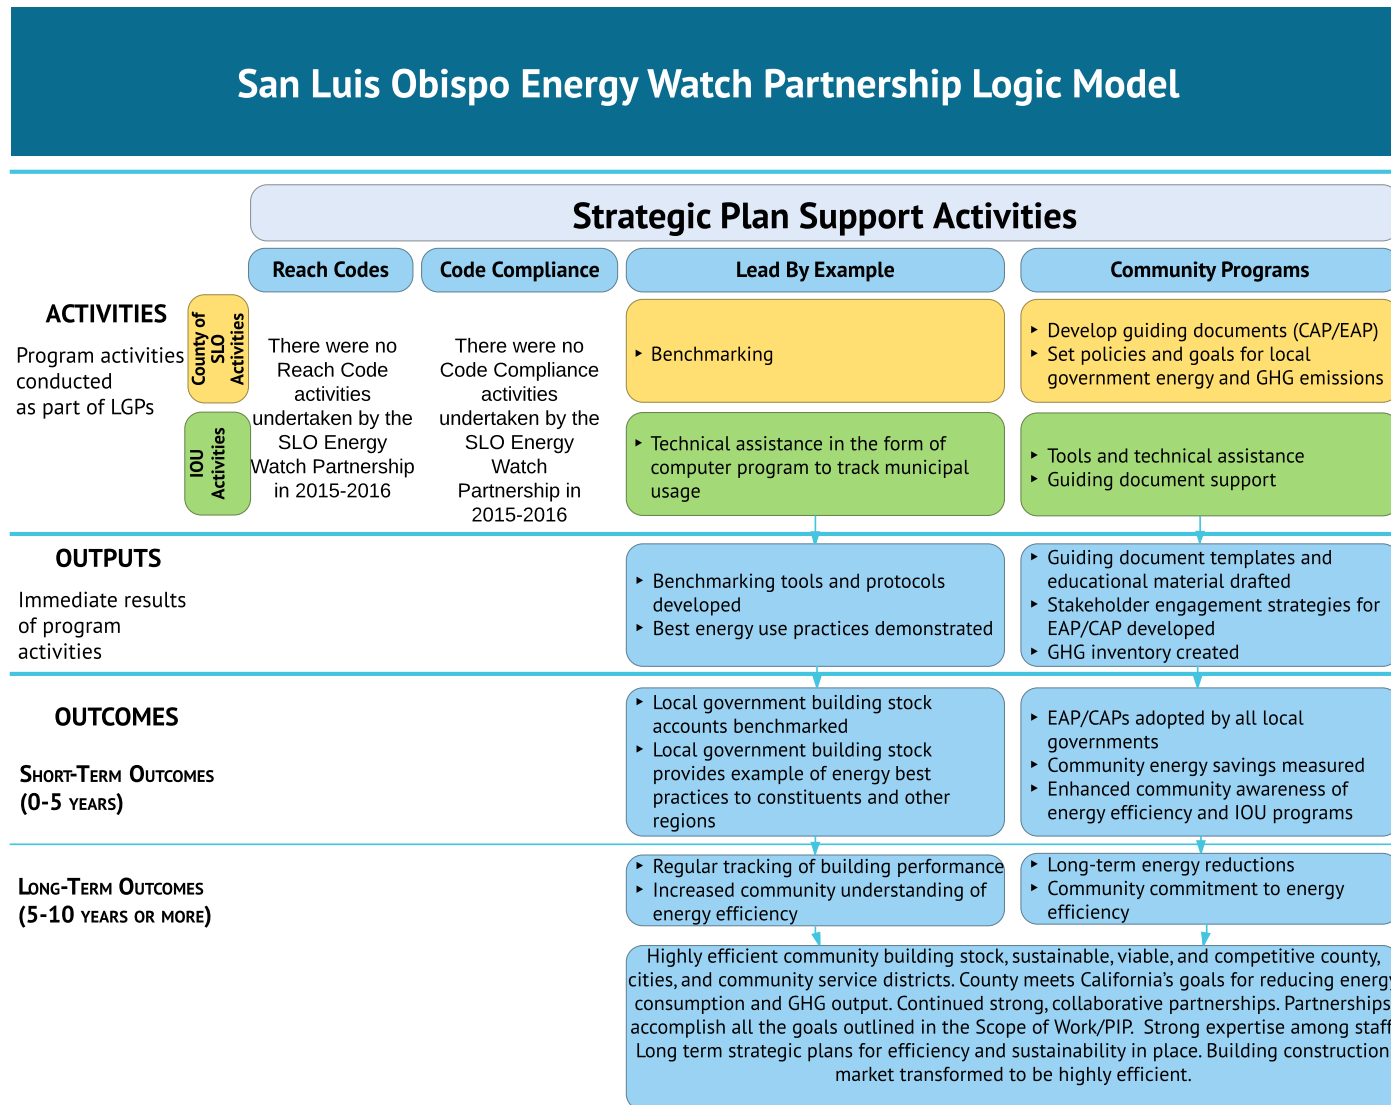 San Luis Obispo Energy Watch Partnership Logic Model
Strategic Plan Support Activities
Reach Codes
Code Compliance
Lead By Example
Community Programs
ACTIVITIES
Program activities
conducted
as part of LGPs
County of
SLO
Activities
IOU
Activities
There were no
Reach Code
activities
undertaken by the
SLO Energy
Watch Partnership
in 2015-2016
There were no
Code Compliance
activities
undertaken by the
SLO Energy
Watch
Partnership in
2015-2016
‣ Benchmarking
‣ Develop guiding documents (CAP/EAP)
‣ Set policies and goals for local
government energy and GHG emissions
‣ Technical assistance in the form of
computer program to track municipal
usage
‣ Tools and technical assistance
‣ Guiding document support
OUTPUTS
Immediate results
of program
activities
‣ Benchmarking tools and protocols
developed
‣ Best energy use practices demonstrated
‣ Guiding document templates and
educational material drafted
‣ Stakeholder engagement strategies for
EAP/CAP developed
‣ GHG inventory created
OUTCOMES
SHORT-TERM OUTCOMES
(0-5 YEARS)
‣ Local government building stock
accounts benchmarked
‣ Local government building stock
provides example of energy best
practices to constituents and other
regions
‣ EAP/CAPs adopted by all local
governments
‣ Community energy savings measured
‣ Enhanced community awareness of
energy efficiency and IOU programs
LONG-TERM OUTCOMES
(5-10 YEARS OR MORE)
‣ Regular tracking of building performance
‣ Increased community understanding of
energy efficiency
‣ Long-term energy reductions
‣ Community commitment to energy
efficiency
Highly efficient community building stock, sustainable, viable, and competitive county,
cities, and community service districts. County meets California's goals for reducing energy
consumption and GHG output. Continued strong, collaborative partnerships. Partnerships
accomplish all the goals outlined in the Scope of Work/PIP. Strong expertise among staff
Long term strategic plans for efficiency and sustainability in place. Building construction
market transformed to be highly efficient.